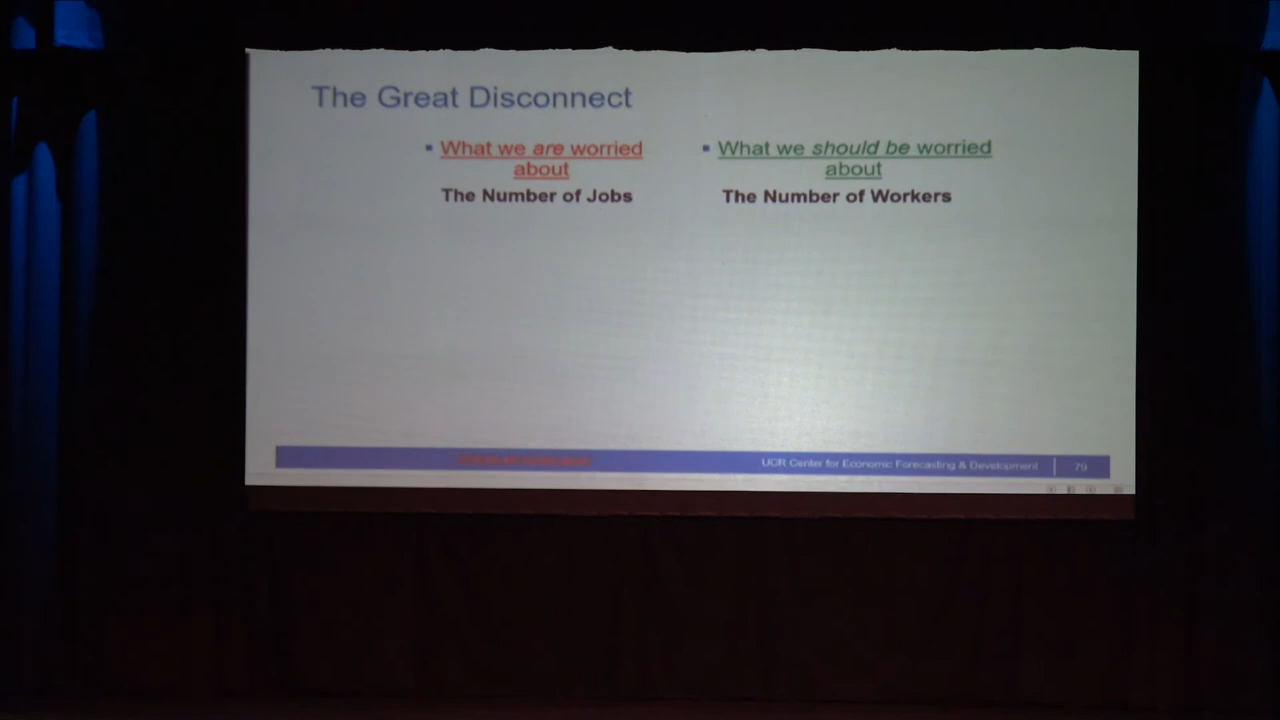 The Great Disconnect
▪ What we are worried
about
The Number of Jobs
▪ What we should be worried
about
The Number of Workers
UCR Center for Economic Forecasting & Development
79